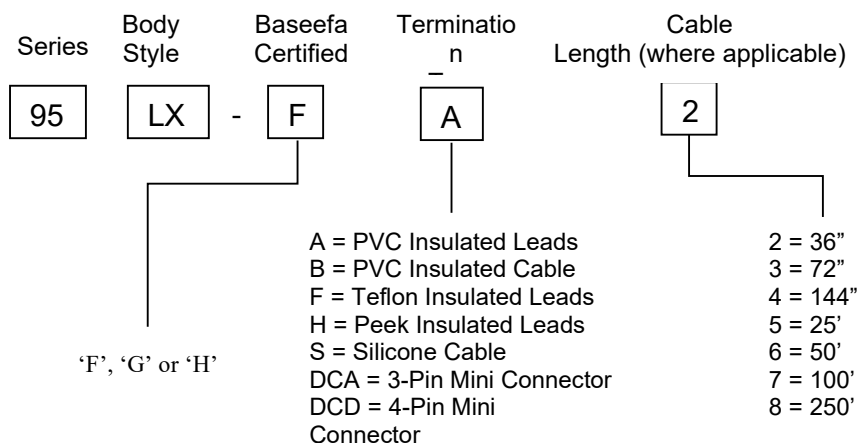 Series Body Style Baseefa Certified Terminatio _ n Cable Length (where applicable)
95 LX - F A 2
A = PVC Insulated Leads 2 = 36”
B = PVC Insulated Cable 3 = 72”
F = Teflon Insulated Leads 4 = 144”
H = Peek Insulated Leads 5 = 25’
S = Silicone Cable 6 = 50’
DCA = 3-Pin Mini Connector 7 = 100’
DCD = 4-Pin Mini 8 = 250’
Connector
‘F’, ‘G’ or ‘H’